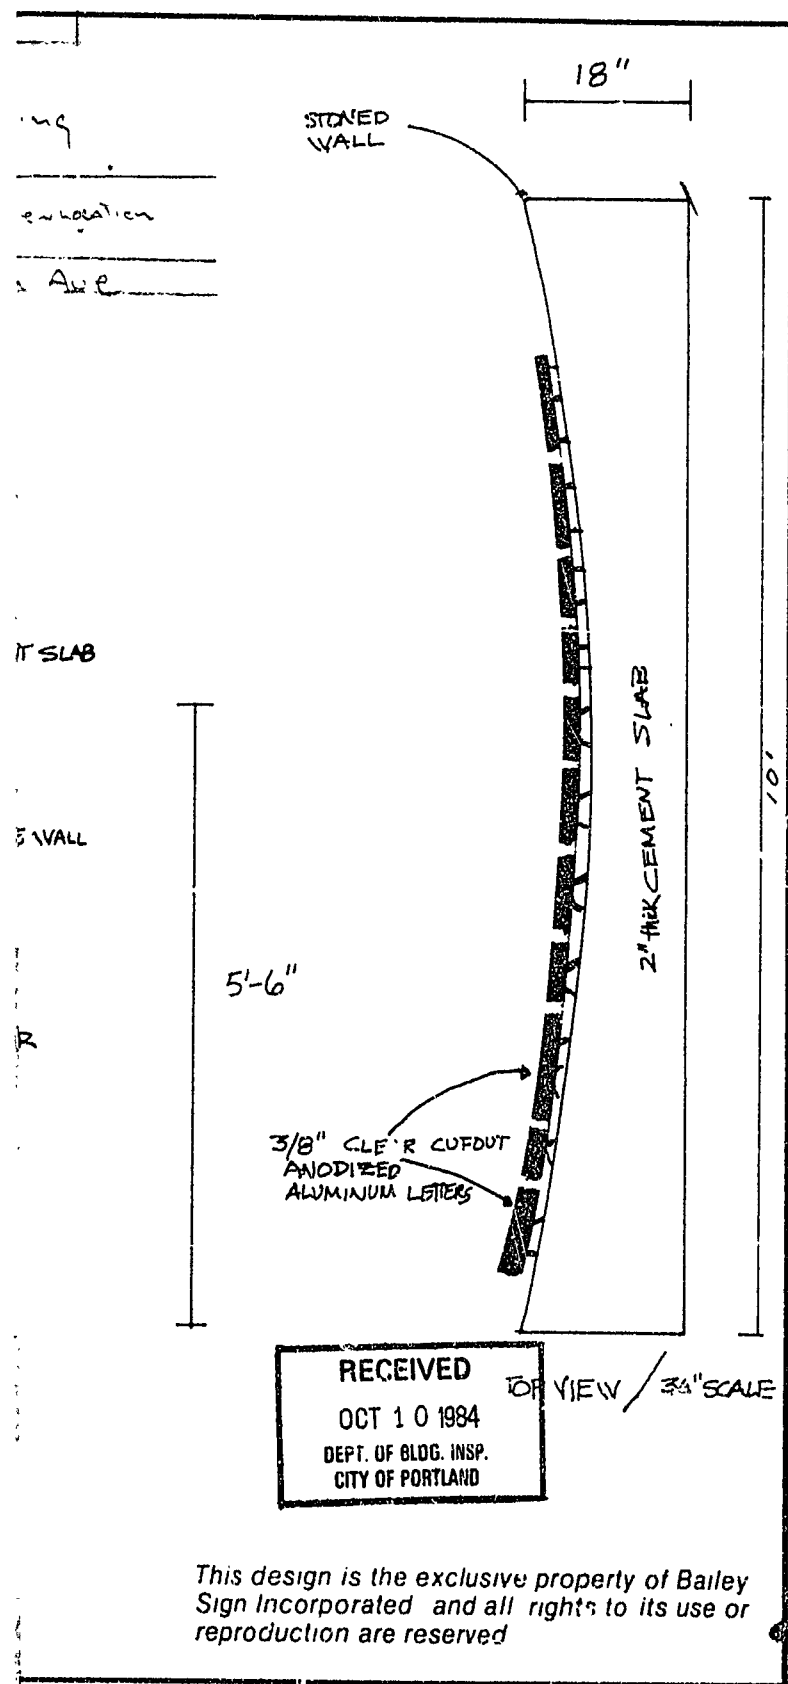 18"
STONED
WALL
Ave
SLAB
WALL
5'-6"
2" thick CEMENT SLAB
10'
3/8" CLE R CUTOUT
ANODIZED
ALUMINUM LETTERS
TOP VIEW / 3/4" SCALE
RECEIVED
OCT 10 1984
DEPT. OF BLDG. INSP.
CITY OF PORTLAND
This design is the exclusive property of Bailey
Sign Incorporated and all rights to its use or
reproduction are reserved